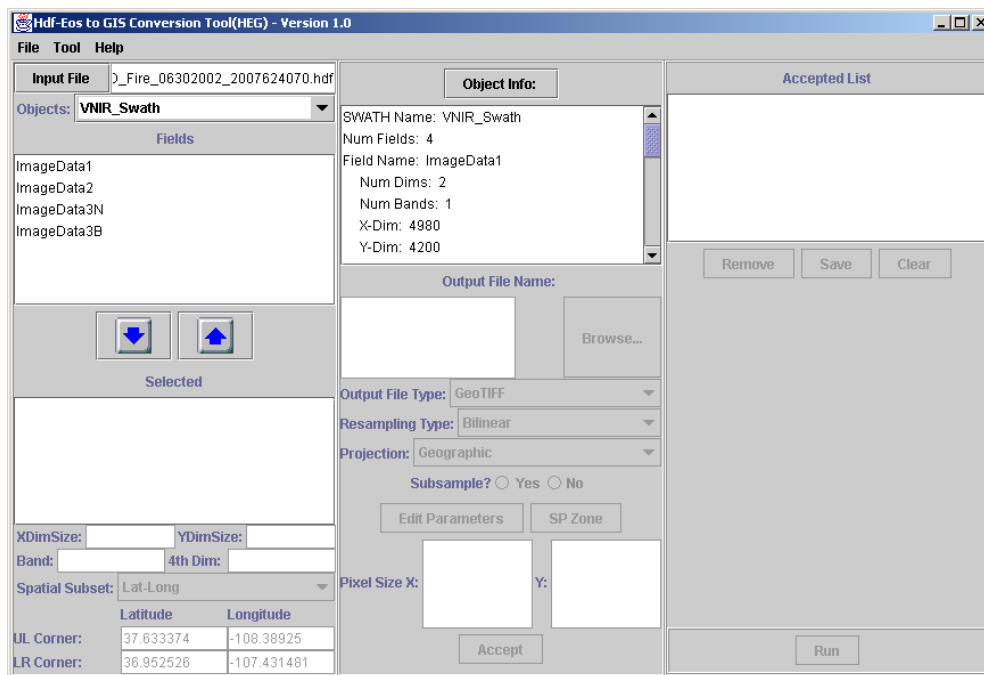 Hdf-Eos to GIS Conversion Tool(HEG) - Version 1.0
File Tool Help
Input File
_Fire_06302002_2007624070.hdf
Objects: VNIR_Swath
Fields
ImageData1
ImageData2
ImageData3N
ImageData3B
Selected
XDimSize: YDimSize:
Band: 4th Dim:
Spatial Subset: Lat-Long
Latitude Longitude
UL Corner: 37.633374 -108.38925
LR Corner: 36.952526 -107.431481
Object Info:
SWATH Name: VNIR_Swath
Num Fields: 4
Field Name: ImageData1
Num Dims: 2
Num Bands: 1
X-Dim: 4980
Y-Dim: 4200
Output File Name:
Browse...
Output File Type: GeoTIFF
Resampling Type: Bilinear
Projection: Geographic
Subsample? Yes No
Edit Parameters SP Zone
Pixel Size X: Y:
Accept
Accepted List
Remove Save Clear
Run